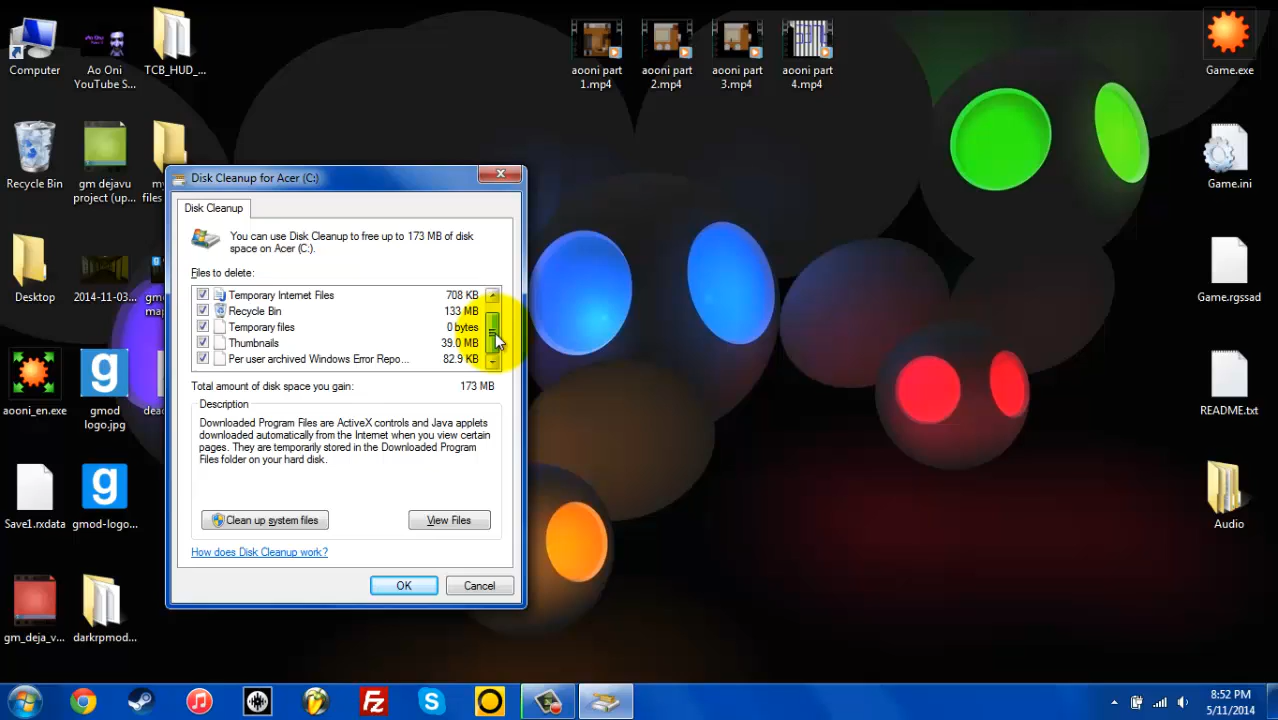 Computer
Ao Oni
YouTube S...
TCB_HUD_...
aooni part
1.mp4
aooni part
2.mp4
aooni part
3.mp4
aooni part
4.mp4
Game.exe
Recycle Bin
gm dejavu
project (up...
my
files
Game.ini
Disk Cleanup for Acer (C:)
Disk Cleanup
You can use Disk Cleanup to free up to 173 MB of disk
space on Acer (C:).
Files to delete:
Temporary Internet Files 708 KB
Recycle Bin 133 MB
Temporary files 0 bytes
Thumbnails 39.0 MB
Per user archived Windows Error Repo... 82.9 KB
Total amount of disk space you gain: 173 MB
Description
Downloaded Program Files are ActiveX controls and Java applets
downloaded automatically from the Internet when you view certain
pages. They are temporarily stored in the Downloaded Program
Files folder on your hard disk.
Clean up system files
View Files
How does Disk Cleanup work?
OK
Cancel
Desktop
2014-11-03...
Game.rgssad
aooni_en.exe
gmod
logo.jpg
README.txt
Save1.rxdata
gmod-logo...
Audio
gm_deja_v...
darkrpmod...
8:52 PM
5/11/2014